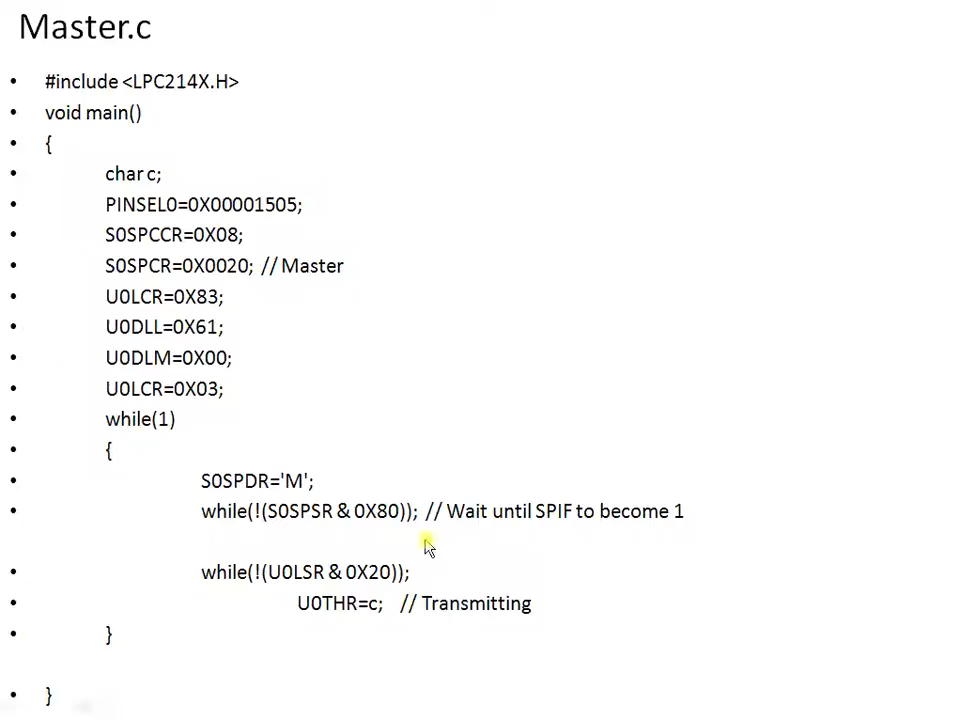 Master.c
• #include <LPC214X.H>
• void main()
• {
• char c;
• PINSEL0=0X00001505;
• S0SPCCR=0X08;
• S0SPCR=0X0020; // Master
• U0LCR=0X83;
• U0DLL=0X61;
• U0DLM=0X00;
• U0LCR=0X03;
• while(1)
• {
• S0SPDR='M';
• while(!(S0SPSR & 0X80)); // Wait until SPIF to become 1
• while(!(U0LSR & 0X20));
• U0THR=c; // Transmitting
• }
• }